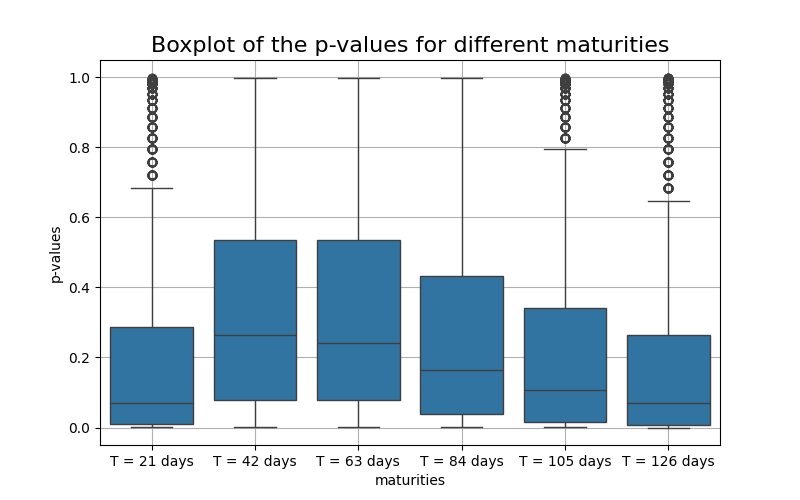 Boxplot of the p-values for different maturities
1.0
0.8
0.6
0.4
0.2
0.0
p-values
T = 21 days
T = 42 days
T = 63 days
T = 84 days
T = 105 days
T = 126 days
maturities